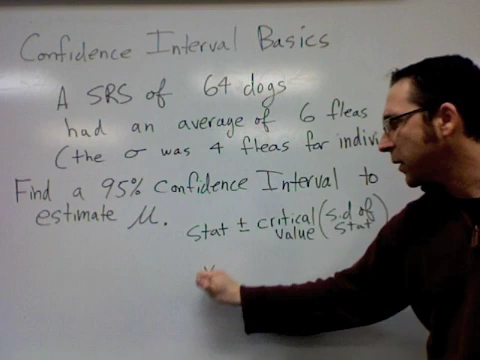 Confidence Interval Basics
A SRS of 64 dogs
had an average of 6 fleas
(the σ was 4 fleas for
Find a 95% Confidence Interval to
estimate μ.
stat ± critical value (s.d of stat)